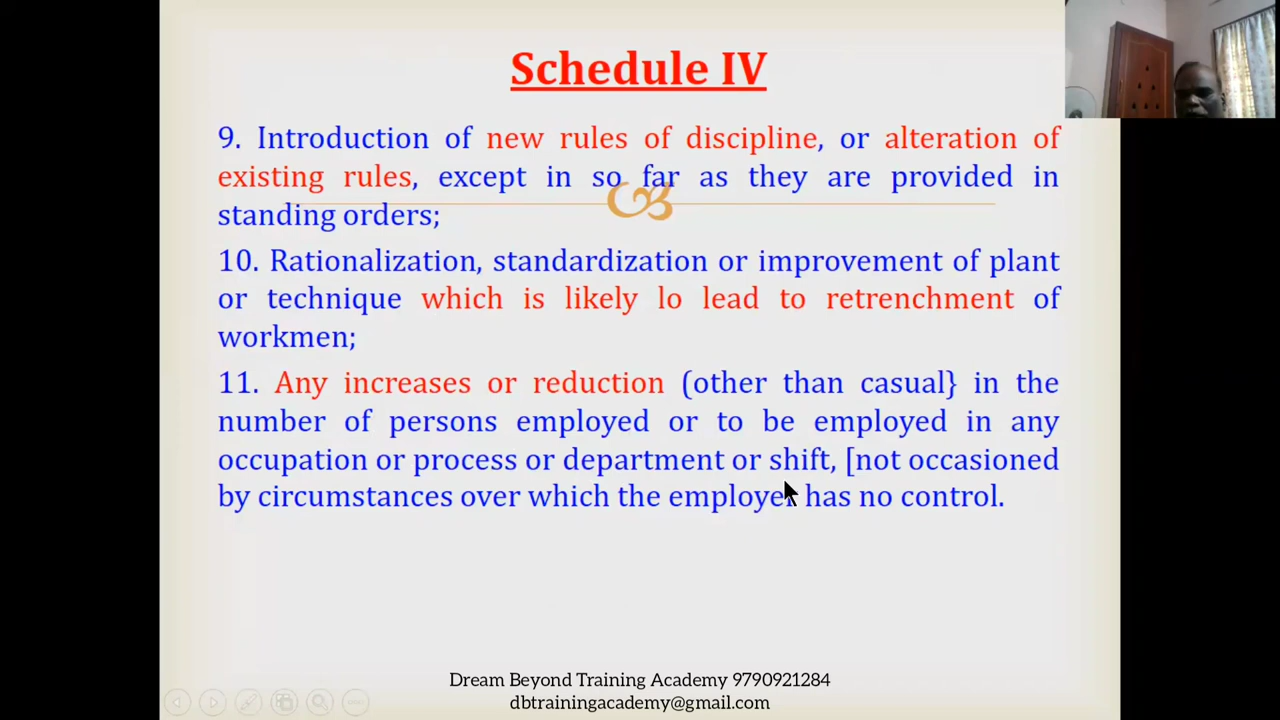 Schedule IV
9. Introduction of new rules of discipline, or alteration of
existing rules, except in so far as they are provided in
standing orders;
10. Rationalization, standardization or improvement of plant
or technique which is likely lo lead to retrenchment of
workmen;
11. Any increases or reduction (other than casual} in the
number of persons employed or to be employed in any
occupation or process or department or shift, [not occasioned
by circumstances over which the employer has no control.
Dream Beyond Training Academy 9790921284
dbtrainingacademy@gmail.com